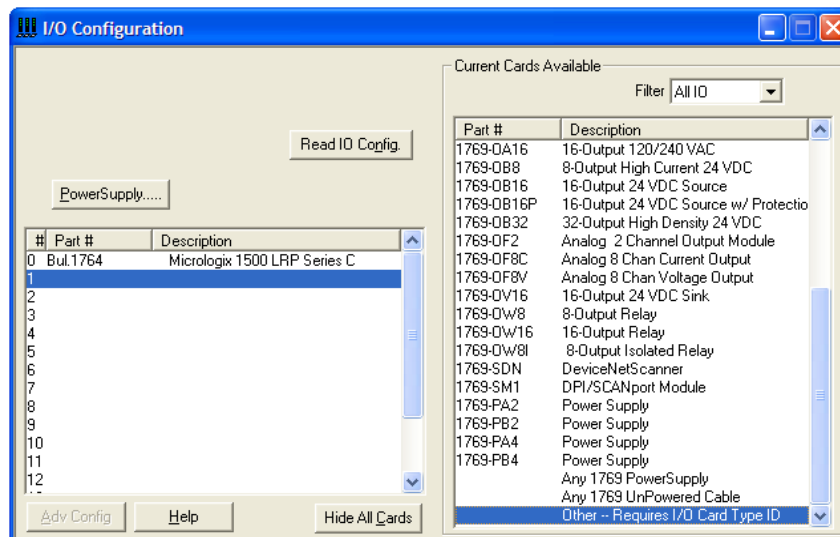 I/O Configuration
Read IO Config.
PowerSupply.....
# Part # Description
0 Bul.1764 Micrologix 1500 LRP Series C
1
2
3
4
5
6
7
8
9
10
11
12
Adv Config Help Hide All Cards
Current Cards Available
Filter All IO
Part # Description
1769-OA16 16-Output 120/240 VAC
1769-OB8 8-Output High Current 24 VDC
1769-OB16 16-Output 24 VDC Source
1769-OB16P 16-Output 24 VDC Source w/ Protectio
1769-OB32 32-Output High Density 24 VDC
1769-OF2 Analog 2 Channel Output Module
1769-OF8C Analog 8 Chan Current Output
1769-OF8V Analog 8 Chan Voltage Output
1769-OV16 16-Output 24 VDC Sink
1769-OW8 8-Output Relay
1769-OW16 16-Output Relay
1769-OW8I 8-Output Isolated Relay
1769-SDN DeviceNetScanner
1769-SM1 DPI/SCANport Module
1769-PA2 Power Supply
1769-PB2 Power Supply
1769-PA4 Power Supply
1769-PB4 Power Supply
Any 1769 PowerSupply
Any 1769 UnPowered Cable
Other -- Requires I/O Card Type ID